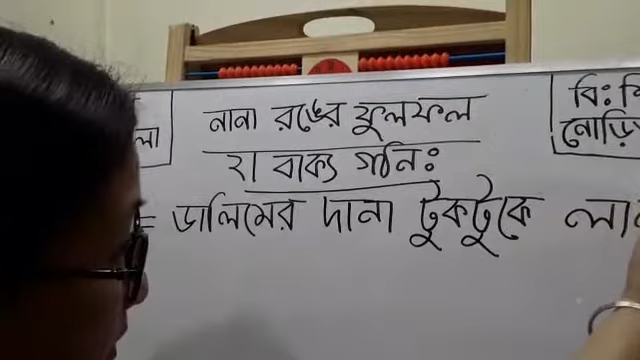 নানা রঙের ফুলফল
২। বাক্য গঠন:
= ডালিমের দানা টুকটুকে
বি: